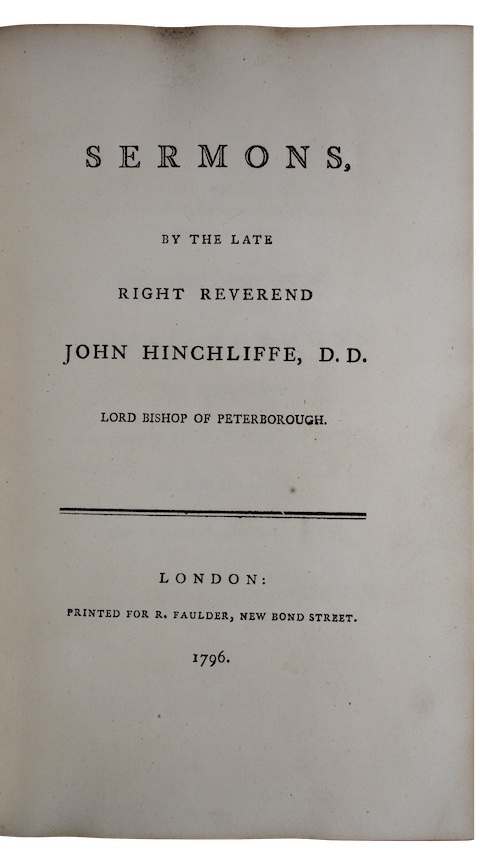 SERMONS,
BY THE LATE
RIGHT REVEREND
JOHN HINCHLIFFE, D. D.
LORD BISHOP OF PETERBOROUGH.
LONDON:
PRINTED FOR R. FAULDER, NEW BOND STREET.
1796.